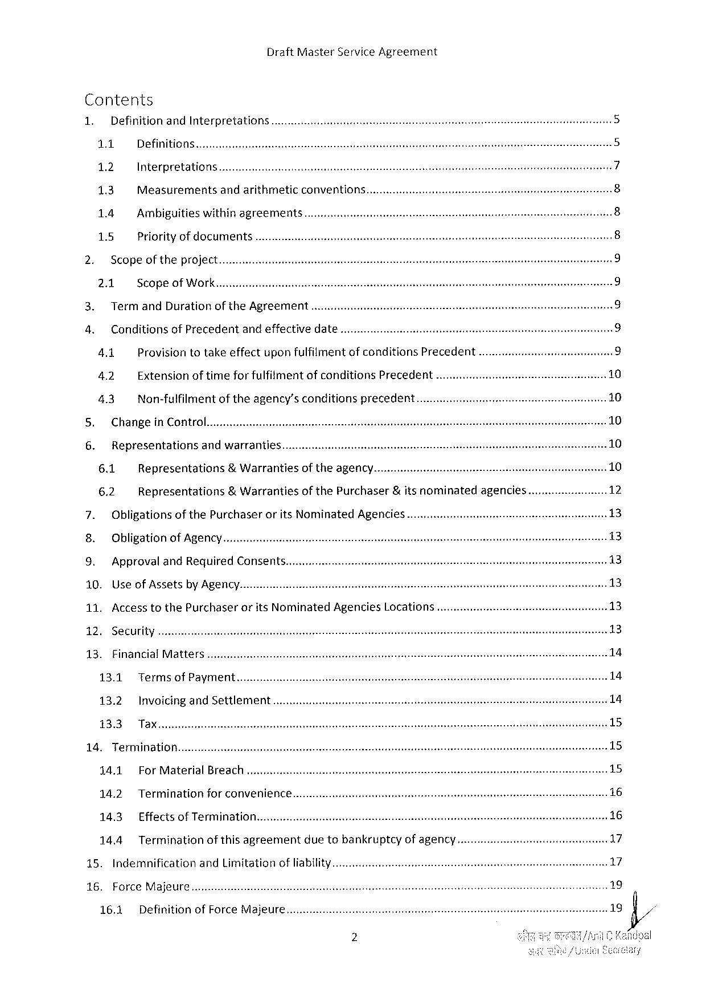 Draft Master Service Agreement
Contents
1. Definition and Interpretations 5
1.1 Definitions 5
1.2 Interpretations 7
1.3 Measurements and arithmetic conventions 8
1.4 Ambiguities within agreements 8
1.5 Priority of documents 8
2. Scope of the project 9
2.1 Scope of Work 9
3. Term and Duration of the Agreement 9
4. Conditions of Precedent and effective date 9
4.1 Provision to take effect upon fulfilment of conditions Precedent 9
4.2 Extension of time for fulfilment of conditions Precedent 10
4.3 Non-fulfilment of the agency's conditions precedent 10
5. Change in Control 10
6. Representations and warranties 10
6.1 Representations & Warranties of the agency 10
6.2 Representations & Warranties of the Purchaser & its nominated agencies 12
7. Obligations of the Purchaser or its Nominated Agencies 13
8. Obligation of Agency 13
9. Approval and Required Consents 13
10. Use of Assets by Agency 13
11. Access to the Purchaser or its Nominated Agencies Locations 13
12. Security 13
13. Financial Matters 14
13.1 Terms of Payment 14
13.2 Invoicing and Settlement 14
13.3 Tax 15
14. Termination 15
14.1 For Material Breach 15
14.2 Termination for convenience 16
14.3 Effects of Termination 16
14.4 Termination of this agreement due to bankruptcy of agency 17
15. Indemnification and Limitation of liability 17
16. Force Majeure 19
16.1 Definition of Force Majeure 19
2
/Anil C Kandpal
/Under Secretary